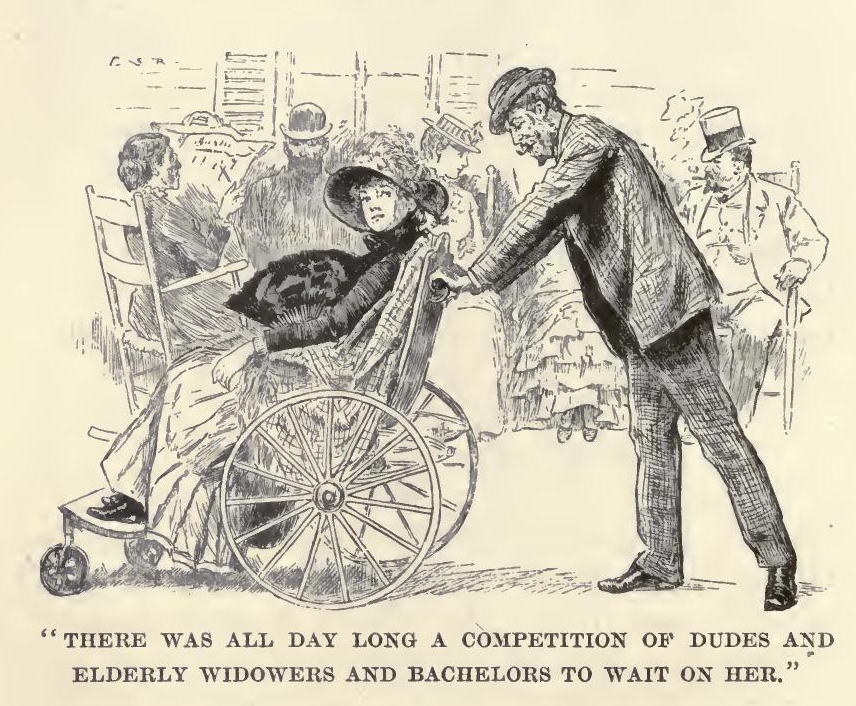 C. S. R.
“THERE WAS ALL DAY LONG A COMPETITION OF DUDES AND
ELDERLY WIDOWERS AND BACHELORS TO WAIT ON HER.”